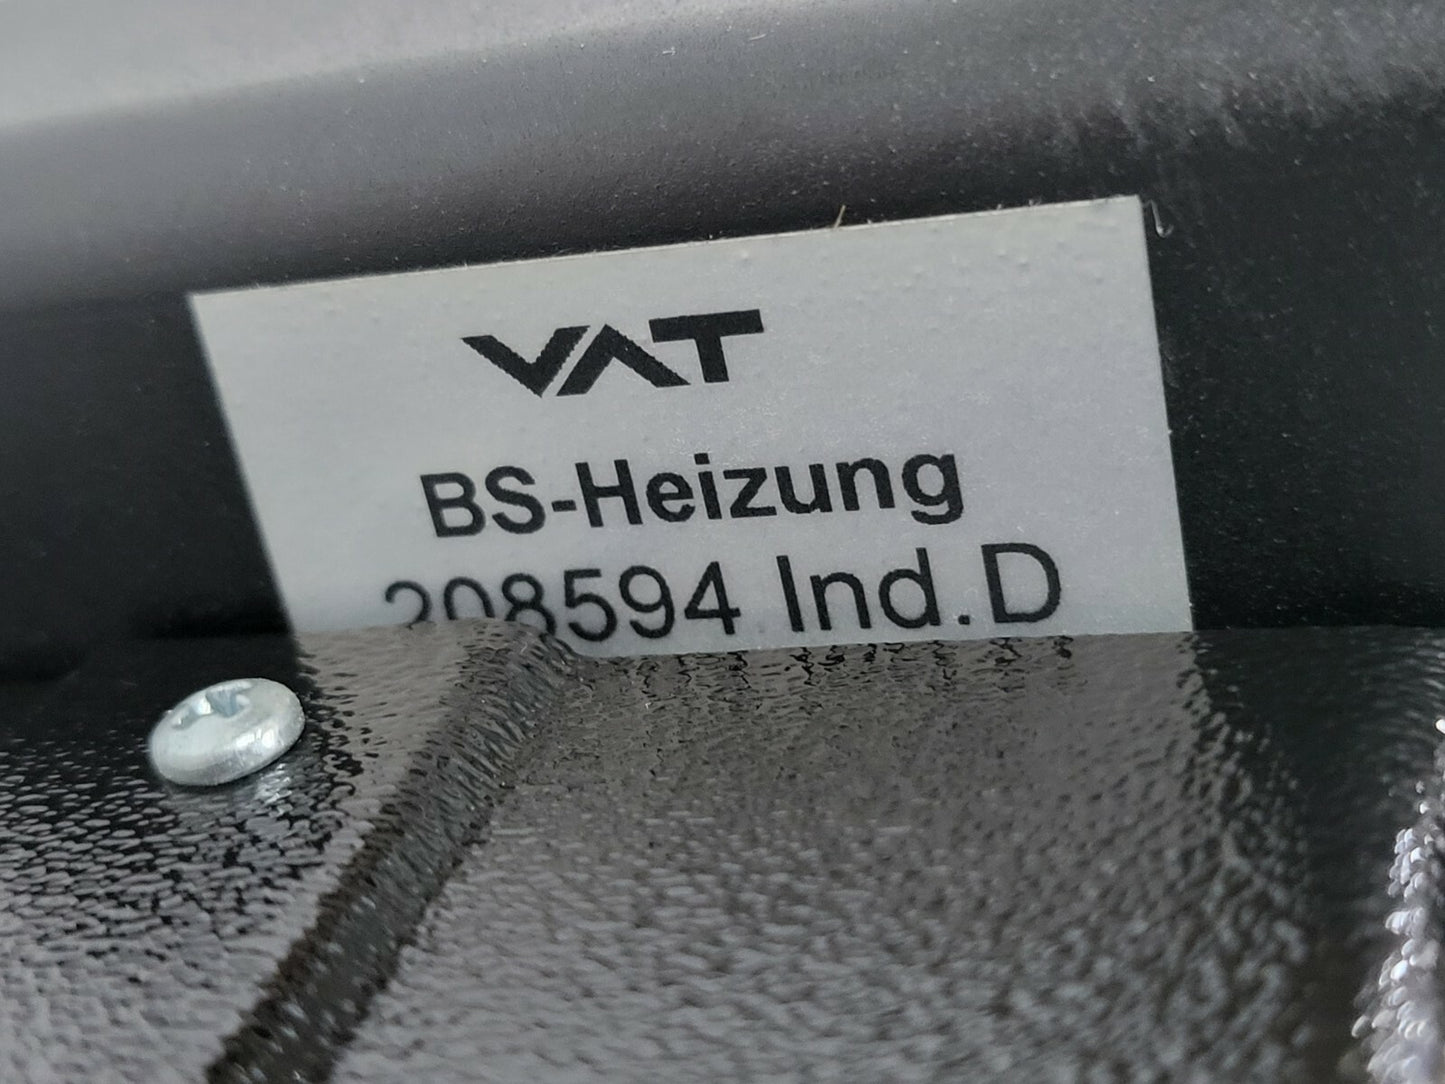 VAT
BS-Heizung
208594 Ind.D